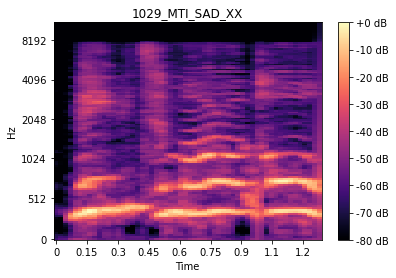 1029_MTI_SAD_XX
+0 dB
8192
-10 dB
4096
-20 dB
-30 dB
2048
Hz
-40 dB
1024
-50 dB
512
-60 dB
-70 dB
0
-80 dB
0 0.15 0.3 0.45 0.6 0.75 0.9 1.1 1.2
Time